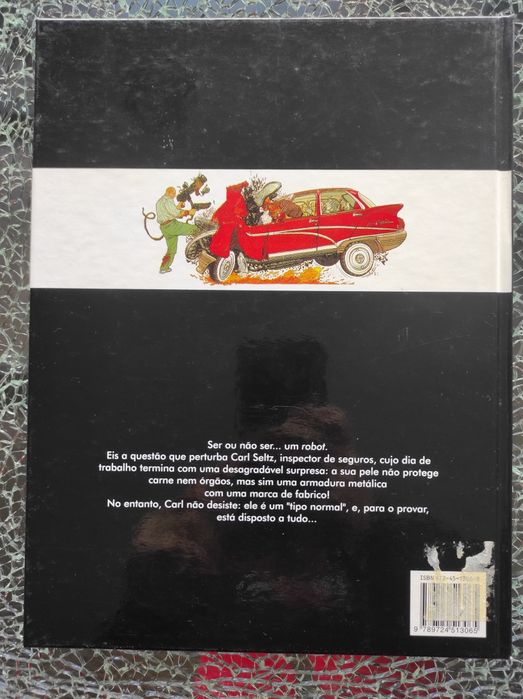 Ser ou não ser... um robot.
Eis a questão que perturba Carl Seltz, inspector de seguros, cujo dia de
trabalho termina com uma desagradável surpresa: a sua pele não protege
carne nem órgãos, mas sim uma armadura metálica
com uma marca de fabrico!
No entanto, Carl não desiste: ele é um "tipo normal", e, para o provar,
está disposto a tudo...
ISBN
9 789724 513065